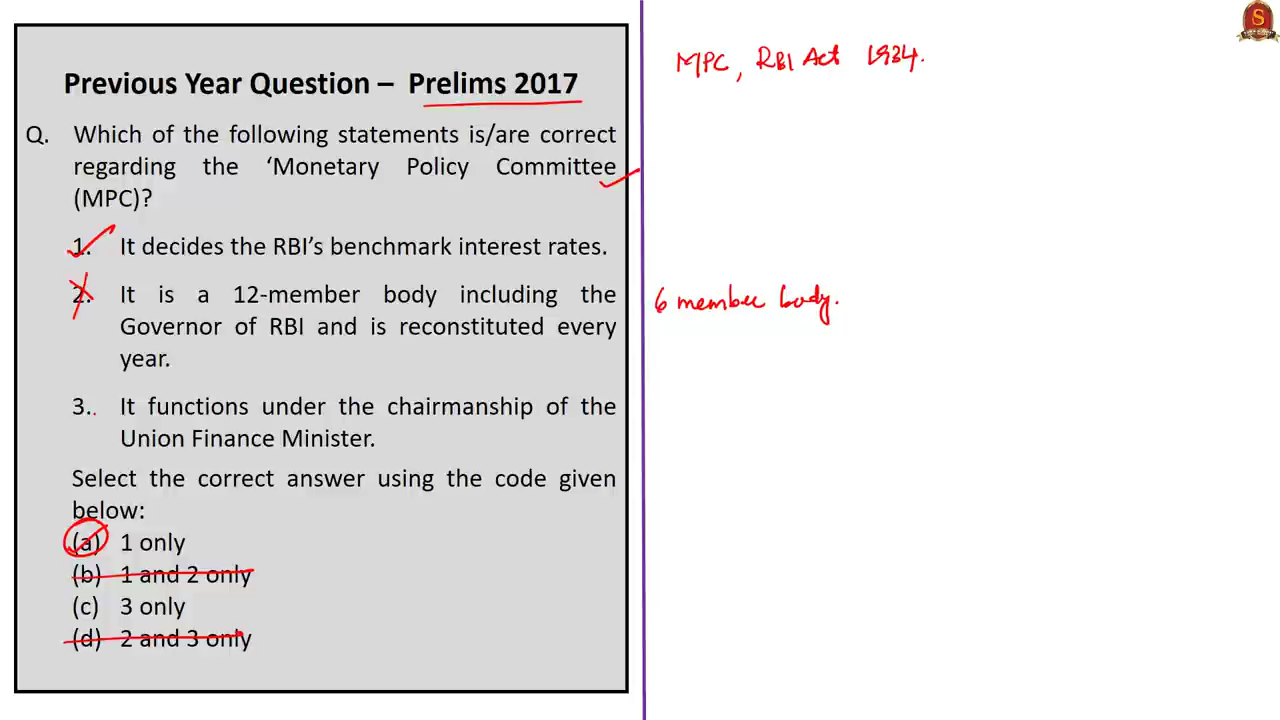 Previous Year Question – Prelims 2017
Q. Which of the following statements is/are correct
regarding the ‘Monetary Policy Committee
(MPC)?
1. It decides the RBI’s benchmark interest rates.
2. It is a 12-member body including the
Governor of RBI and is reconstituted every
year.
3.. It functions under the chairmanship of the
Union Finance Minister.
Select the correct answer using the code given
below:
(a) 1 only
(b) 1 and 2 only
(c) 3 only
(d) 2 and 3 only
MPC, RBI Act 1934.
6 member body.
S